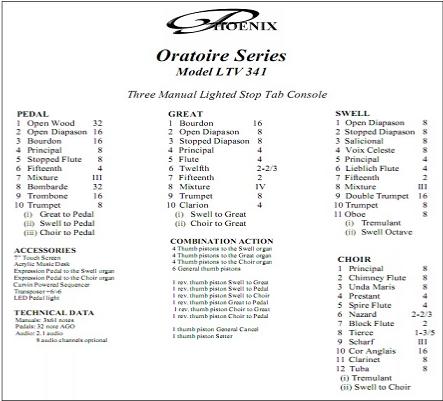 PHOENIX
Oratoire Series
Model LTV 341
Three Manual Lighted Stop Tab Console
PEDAL
1 Open Wood 32
2 Open Diapason 16
3 Bourdon 16
4 Principal 8
5 Stopped Flute 8
6 Fifteenth 4
7 Mixture III
8 Bombarde 32
9 Trombone 16
10 Trumpet 8
(i) Great to Pedal
(ii) Swell to Pedal
(iii) Choir to Pedal
ACCESSORIES
7" Touch Screen
Acrylic Music Desk
Expression Pedal to the Swell organ
Expression Pedal to the Choir organ
Carvin Powered Sequencer
Transposer +6/-6
LED Pedal light
TECHNICAL DATA
Manuals: 3x61 notes
Pedals: 32 note AGO
Audio: 2.1 audio
8 audio channels optional
GREAT
1 Bourdon 16
2 Open Diapason 8
3 Stopped Diapason 8
4 Principal 4
5 Flute 4
6 Twelfth 2-2/3
7 Fifteenth 2
8 Mixture IV
9 Trumpet 8
10 Clarion 4
(i) Swell to Great
(ii) Choir to Great
COMBINATION ACTION
4 Thumb pistons to the Swell organ
4 Thumb pistons to the Great organ
4 Thumb pistons to the Choir organ
6 General thumb pistons
1 rev. thumb piston Swell to Great
1 rev. thumb piston Swell to Pedal
1 rev. thumb piston Swell to Choir
1 rev. thumb piston Great to Pedal
1 rev. thumb piston Choir to Great
1 rev. thumb piston Choir to Pedal
1 thumb piston General Cancel
1 thumb piston Setter
SWELL
1 Open Diapason 8
2 Stopped Diapason 8
3 Salicional 8
4 Voix Celeste 8
5 Principal 4
6 Lieblich Flute 4
7 Fifteenth 2
8 Mixture III
9 Double Trumpet 16
10 Trumpet 8
11 Oboe 8
(i) Tremulant
(ii) Swell Octave
CHOIR
1 Principal 8
2 Chimney Flute 8
3 Unda Maris 8
4 Prestant 4
5 Spire Flute 4
6 Nazard 2-2/3
7 Block Flute 2
8 Tierce 1-3/5
9 Scharf III
10 Cor Anglais 16
11 Clarinet 8
12 Tuba 8
(i) Tremulant
(ii) Swell to Choir